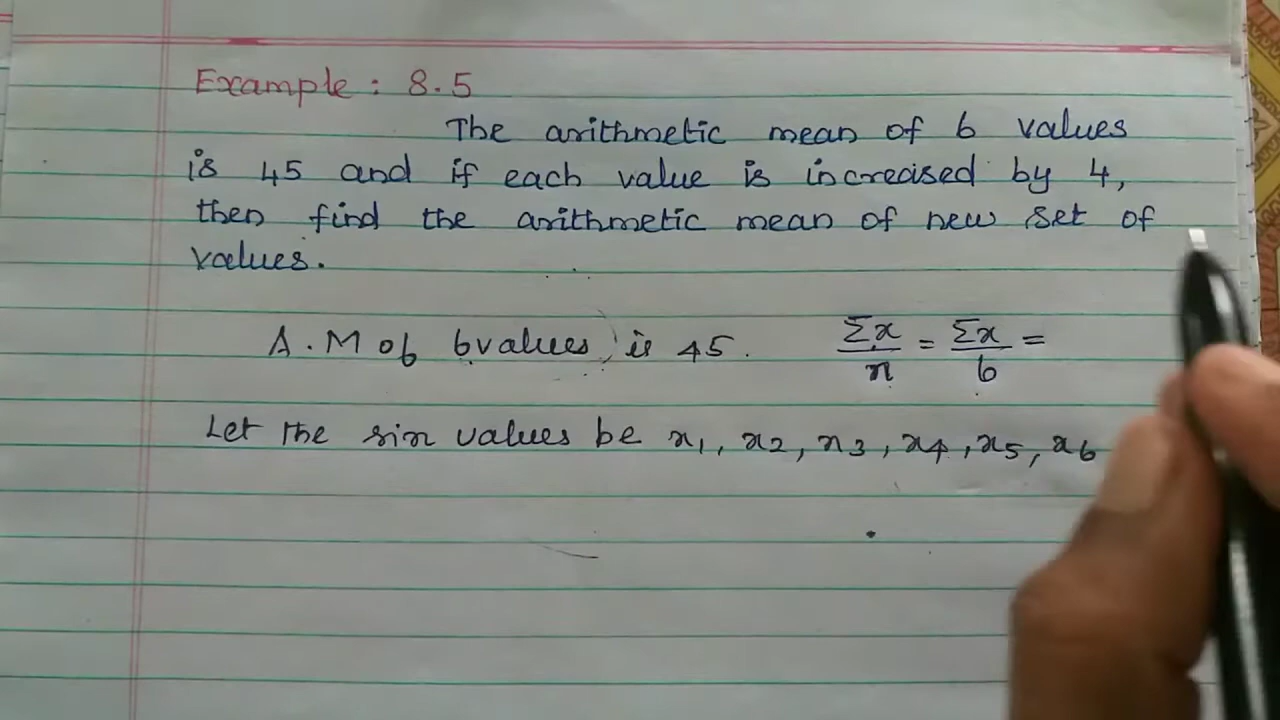 Example : 8.5
The arithmetic mean of 6 values
is 45 and if each value is increased by 4,
then find the arithmetic mean of new set of
values.
A.M of 6 values is 45. Σx/n = Σx/6 =
Let the six values be x1, x2, x3, x4, x5, x6